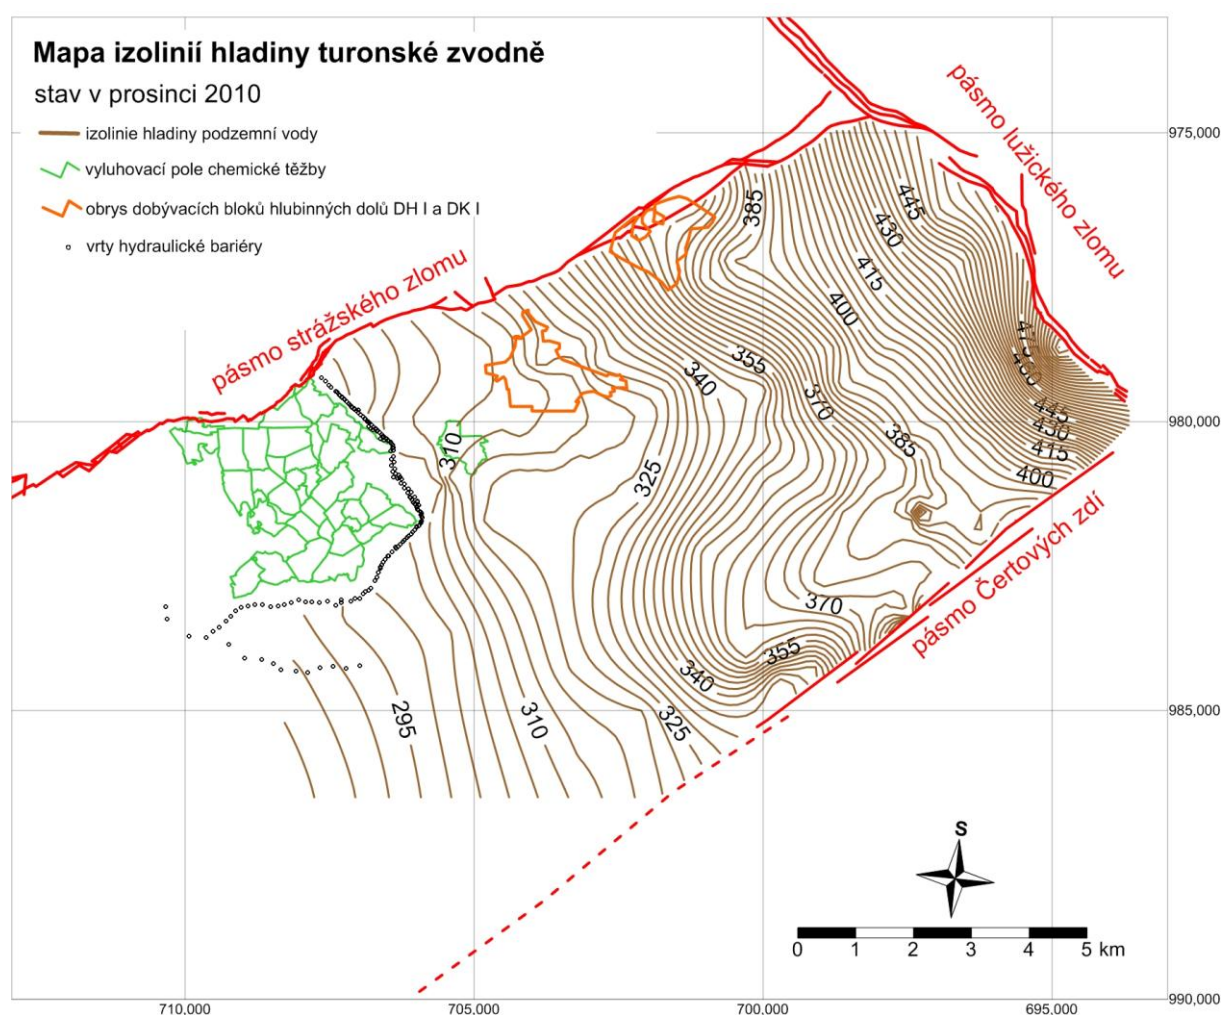 Mapa izolinií hladiny turonské zvodně
stav v prosinci 2010
izolinie hladiny podzemní vody
vyluhovací pole chemické těžby
obrys dobývacích bloků hlubinných dolů DH I a DK I
vrty hydraulické bariéry
pásmo lužického zlomu
pásmo strážského zlomu
pásmo Čertových zdí
975,000
980,000
985,000
990,000
385
445
430
415
400
355
340
370
385
475
460
445
430
415
400
310
325
370
355
340
325
310
295
S
0 1 2 3 4 5 km
710.000 705.000 700.000 695.000